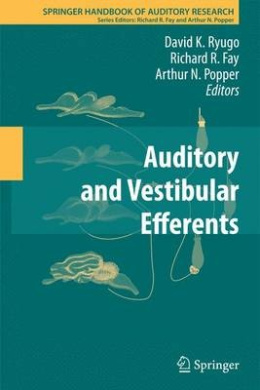 SPRINGER HANDBOOK OF AUDITORY RESEARCH
Series Editors: Richard R. Fay and Arthur N. Popper
David K. Ryugo
Richard R. Fay
Arthur N. Popper
Editors
Auditory
and Vestibular
Efferents
Springer